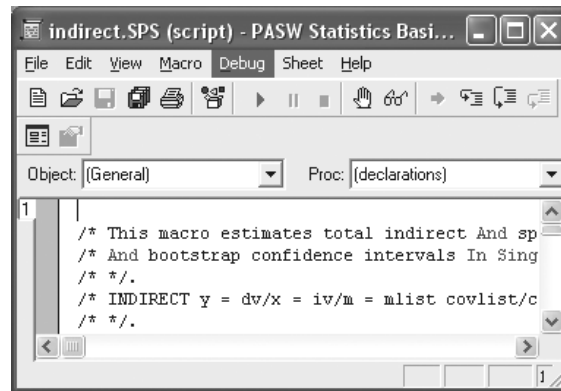 indirect.SPS (script) - PASW Statistics Basi...
File Edit View Macro Debug Sheet Help
Object: (General) Proc: (declarations)
1
/* This macro estimates total indirect And sp
/* And bootstrap confidence intervals In Sing
/* */.
/* INDIRECT y = dv/x = iv/m = mlist covlist/c
/* */.
1